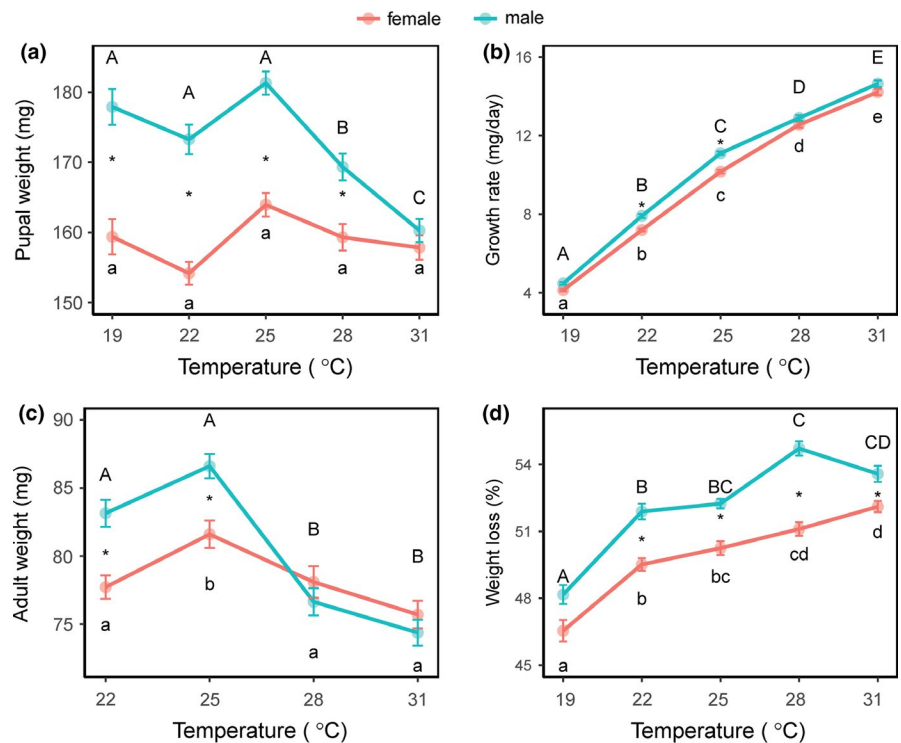 female male
(a)
A A A B C
* * * *
a a a a a
180
170
160
150
Pupal weight (mg)
19 22 25 28 31
Temperature ( °C)
(b)
A B C D E
* *
a b c d e
16
12
8
4
Growth rate (mg/day)
19 22 25 28 31
Temperature ( °C)
(c)
A A B B
* *
a b a a
90
85
80
75
Adult weight (mg)
22 25 28 31
Temperature ( °C)
(d)
A B BC C CD
* * * *
a b bc cd d
54
51
48
45
Weight loss (%)
19 22 25 28 31
Temperature ( °C)